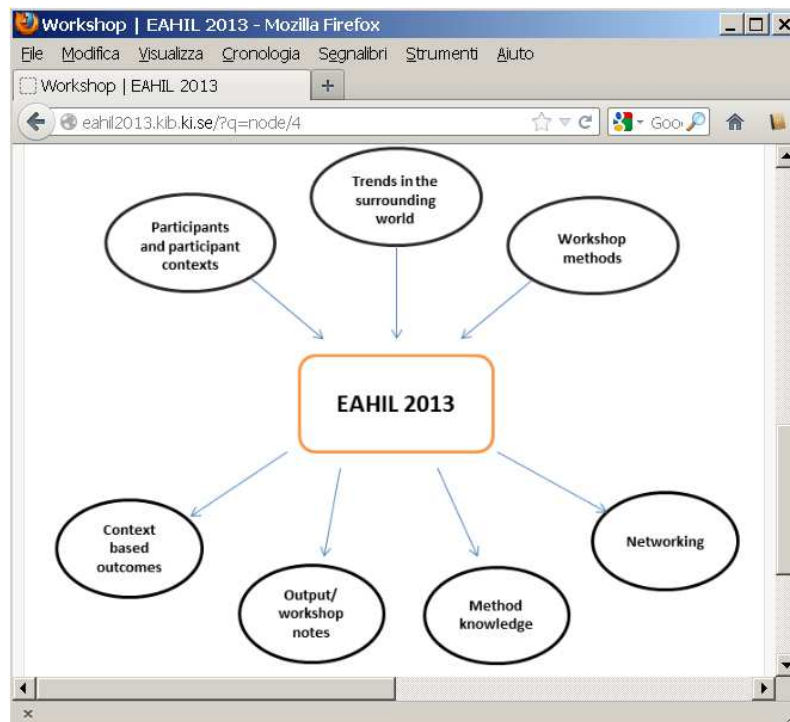 Workshop | EAHIL 2013 - Mozilla Firefox
File Modifica Visualizza Cronologia Segnalibri Strumenti Aiuto
Workshop | EAHIL 2013
eahil2013.kib.ki.se/?q=node/4
Goo
Trends in the
surrounding
world
Participants
and participant
contexts
Workshop
methods
EAHIL 2013
Context
based
outcomes
Output/
workshop
notes
Method
knowledge
Networking